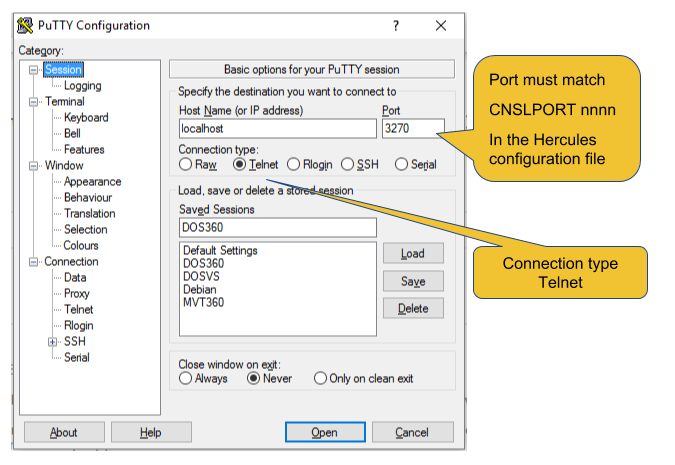 PuTTY Configuration
?
Category:
Session
Logging
Terminal
Keyboard
Bell
Features
Window
Appearance
Behaviour
Translation
Selection
Colours
Connection
Data
Proxy
Telnet
Rlogin
SSH
Serial
Basic options for your PuTTY session
Specify the destination you want to connect to
Host Name (or IP address)
Port
localhost
3270
Connection type:
Raw
Telnet
Rlogin
SSH
Serial
Load, save or delete a stored session
Saved Sessions
DOS360
Default Settings
DOS360
DOSVS
Debian
MVT360
Load
Save
Delete
Close window on exit:
Always
Never
Only on clean exit
About
Help
Open
Cancel
Port must match
CNSLPORT nnnn
In the Hercules
configuration file
Connection type
Telnet